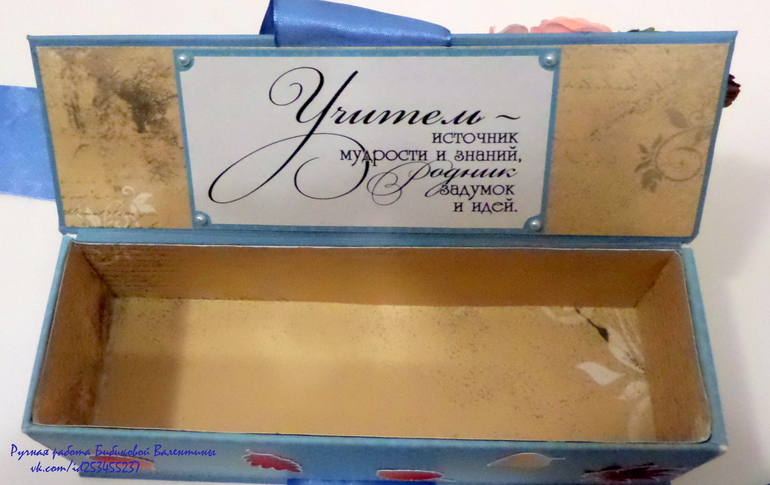 Учитель ~
источник
мудрости и знаний,
родник
задумок
и идей.
Ручная работа Бибиковой Валентины
vk.com/id253455237